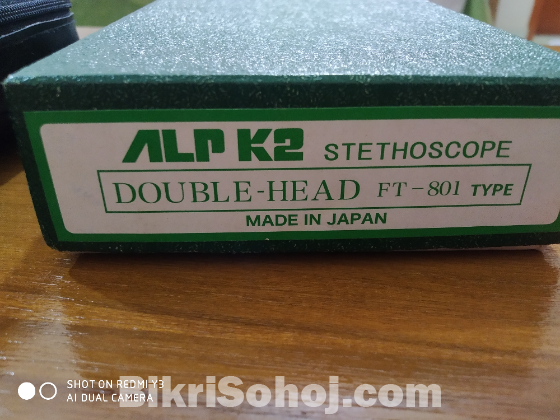 ALP K2 STETHOSCOPE
DOUBLE-HEAD FT-801 TYPE
MADE IN JAPAN
SHOT ON REDMI Y3
AI DUAL CAMERA
BikriSohoj.com